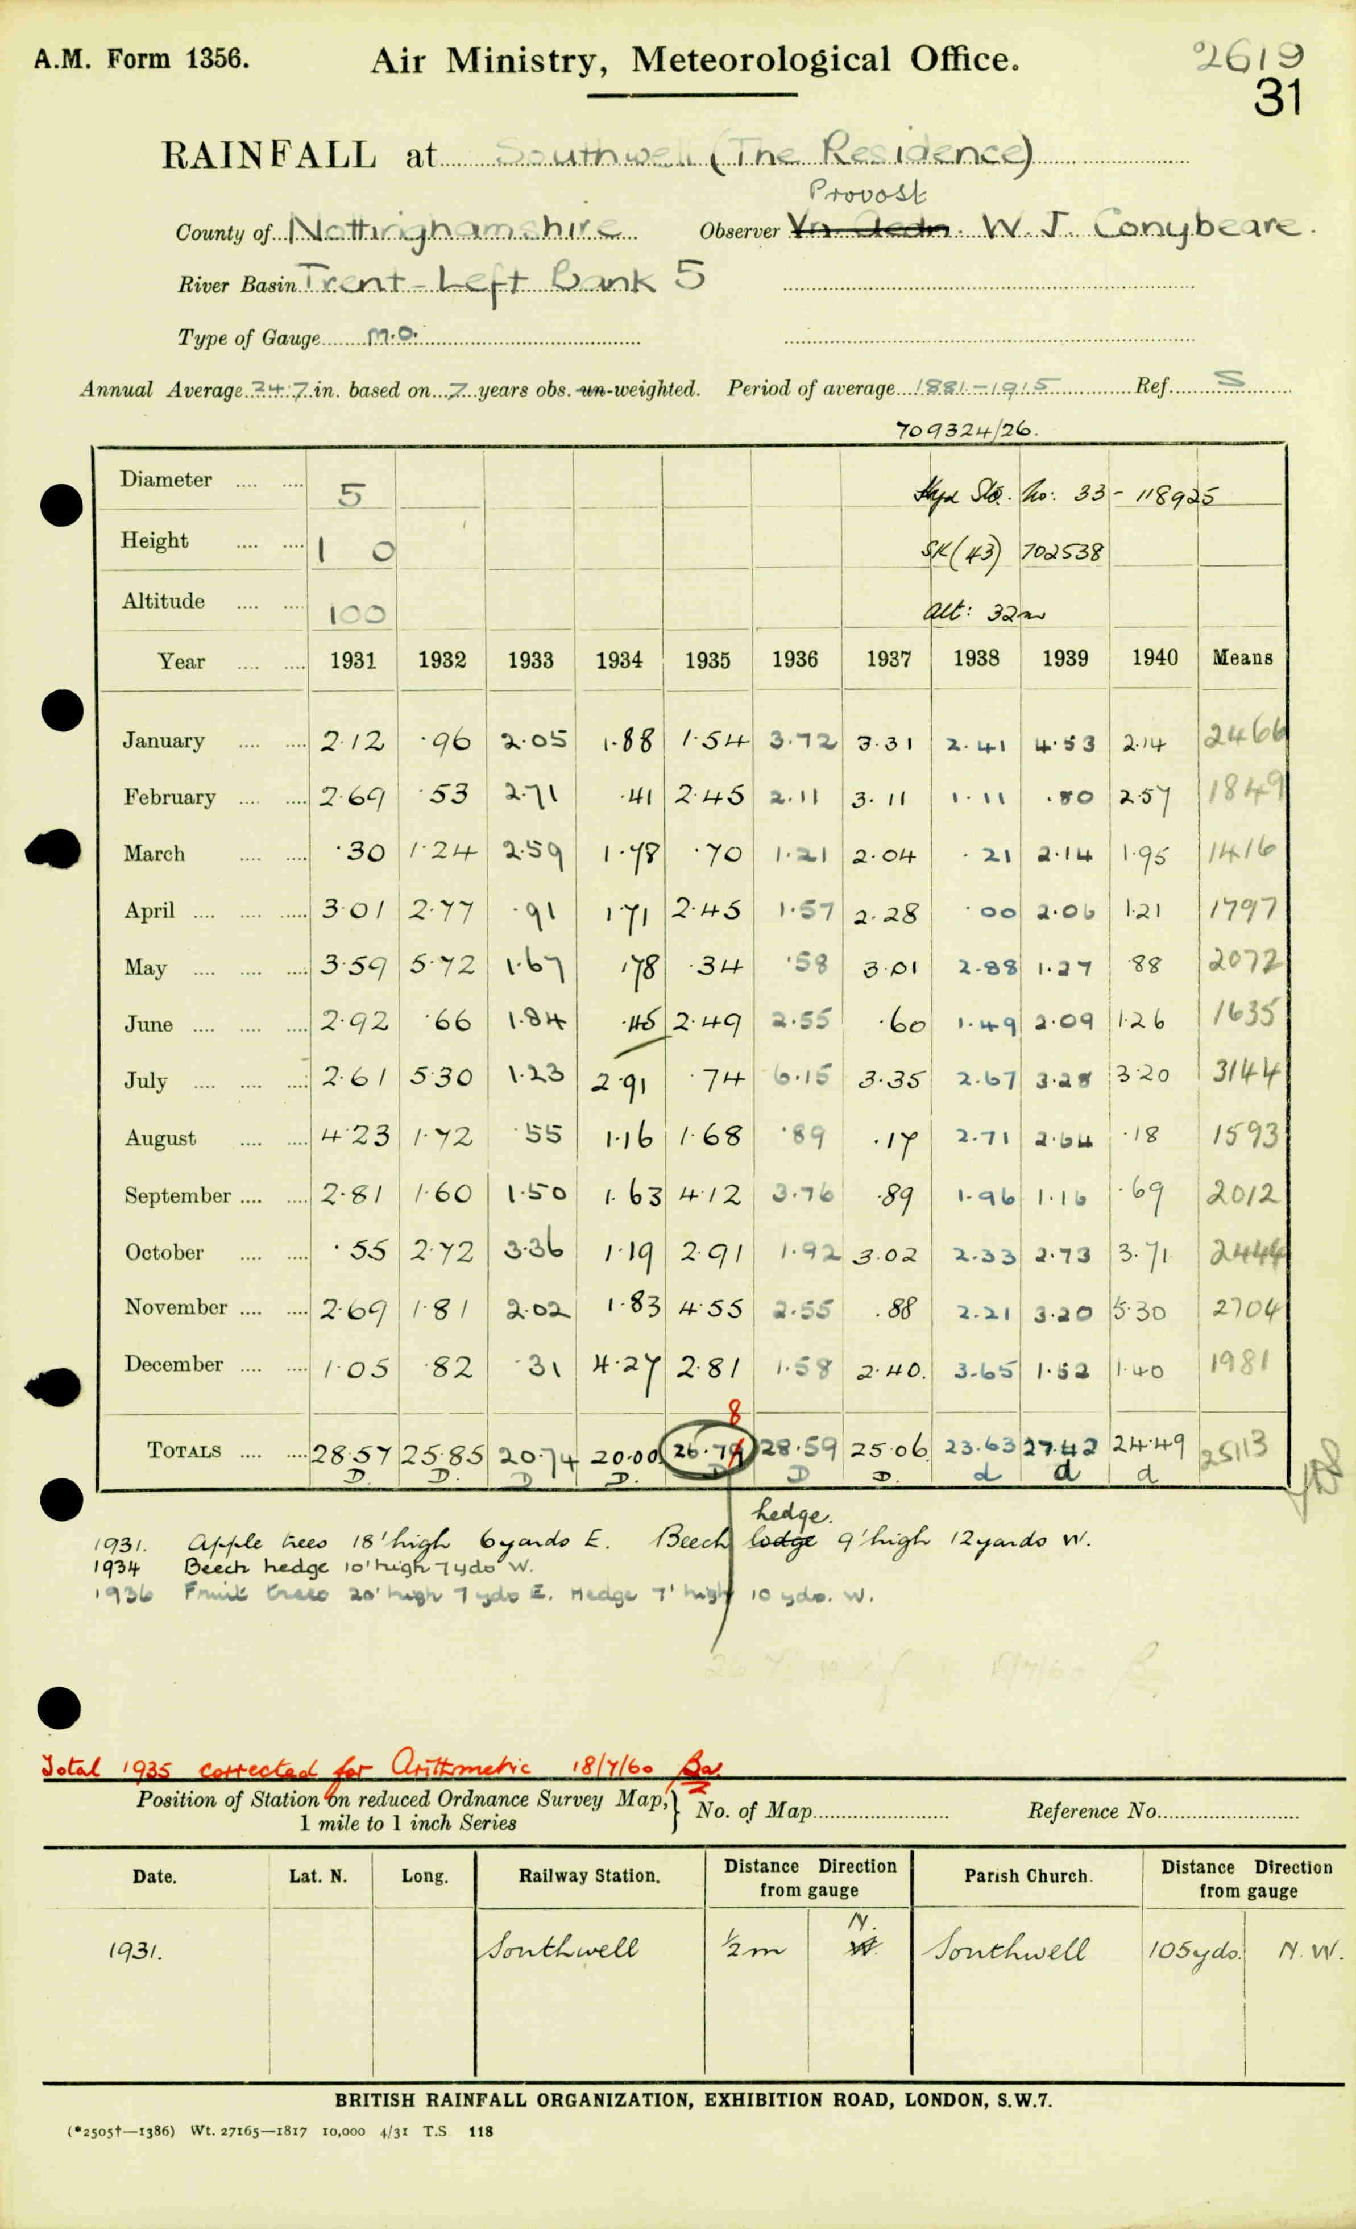 A.M. Form 1356. Air Ministry, Meteorological Office. 2619
31
RAINFALL at Southwell (The Residence)
Provost
County of Nottinghamshire Observer Vn. Aedn. W. J. Conybeare.
River Basin Trent - Left Bank 5
Type of Gauge M.O.
Annual Average 24.7 in. based on 7 years obs. un-weighted. Period of average 1881-1915 Ref. S
709324/26.
Diameter .... .... 5 Hyd Sta. No: 33 - 118925
Height .... .... 1 0 SK (43) 702538
Altitude .... .... 100 Alt: 32m
Year .... .... 1931 1932 1933 1934 1935 1936 1937 1938 1939 1940 Means
January .... .... 2.12 .96 2.05 1.88 1.54 3.72 3.31 2.41 4.53 2.14 2466
February .... .... 2.69 .53 2.71 .41 2.45 2.11 3.11 1.11 .80 2.57 1849
March .... .... .30 1.24 2.59 1.78 .70 1.21 2.04 .21 2.14 1.95 1416
April .... .... .... 3.01 2.77 .91 1.71 2.45 1.57 2.28 .00 2.06 1.21 1797
May .... .... .... 3.59 5.72 1.67 .78 .34 .58 3.01 2.88 1.27 .88 2072
June .... .... .... 2.92 .66 1.84 .45 2.49 2.55 .60 1.49 2.09 1.26 1635
July .... .... .... 2.61 5.30 1.23 2.91 .74 6.15 3.35 2.67 3.28 3.20 3144
August .... .... 4.23 1.72 .55 1.16 1.68 .89 .17 2.71 2.64 .18 1593
September .... .... 2.81 1.60 1.50 1.63 4.12 3.76 .89 1.96 1.16 .69 2012
October .... .... .55 2.72 3.36 1.19 2.91 1.92 3.02 2.33 2.73 3.71 2444
November .... .... 2.69 1.81 2.02 1.83 4.55 2.55 .88 2.21 3.20 5.30 2704
December .... .... 1.05 .82 .31 4.27 2.81 1.58 2.40. 3.65 1.52 1.40 1981
8
TOTALS .... .... 28.57 25.85 20.74 20.00 26.79 28.59 25.06 23.63 27.42 24.49 25113
D. D. D D. D D D. d d d
hedge.
1931. Apple trees 18' high 6 yards E. Beech lodge 9' high 12 yards W.
1934 Beech hedge 10' high 7 yds W.
1936 Fruit trees 20' high 7 yds E. Hedge 7' high 10 yds. W.
Total 1935 corrected for Arithmetic 18/7/60 Ba
Position of Station on reduced Ordnance Survey Map, } No. of Map Reference No.
1 mile to 1 inch Series
Date. Lat. N. Long. Railway Station. Distance Direction from gauge Parish Church. Distance Direction from gauge
N.
1931. Southwell ½ m W. Southwell 105 yds. N. W.
BRITISH RAINFALL ORGANIZATION, EXHIBITION ROAD, LONDON, S.W.7.
(*2505†—1386) Wt. 27165—1817 10,000 4/31 T.S 118